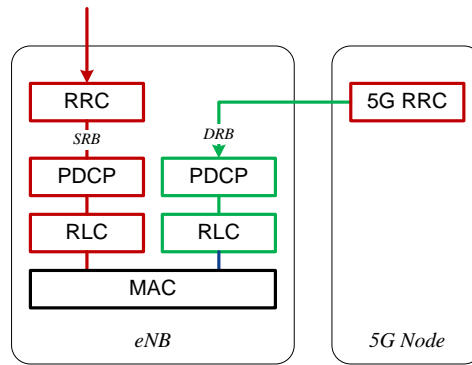 RRC
5G RRC
SRB
DRB
PDCP
PDCP
RLC
RLC
MAC
eNB
5G Node